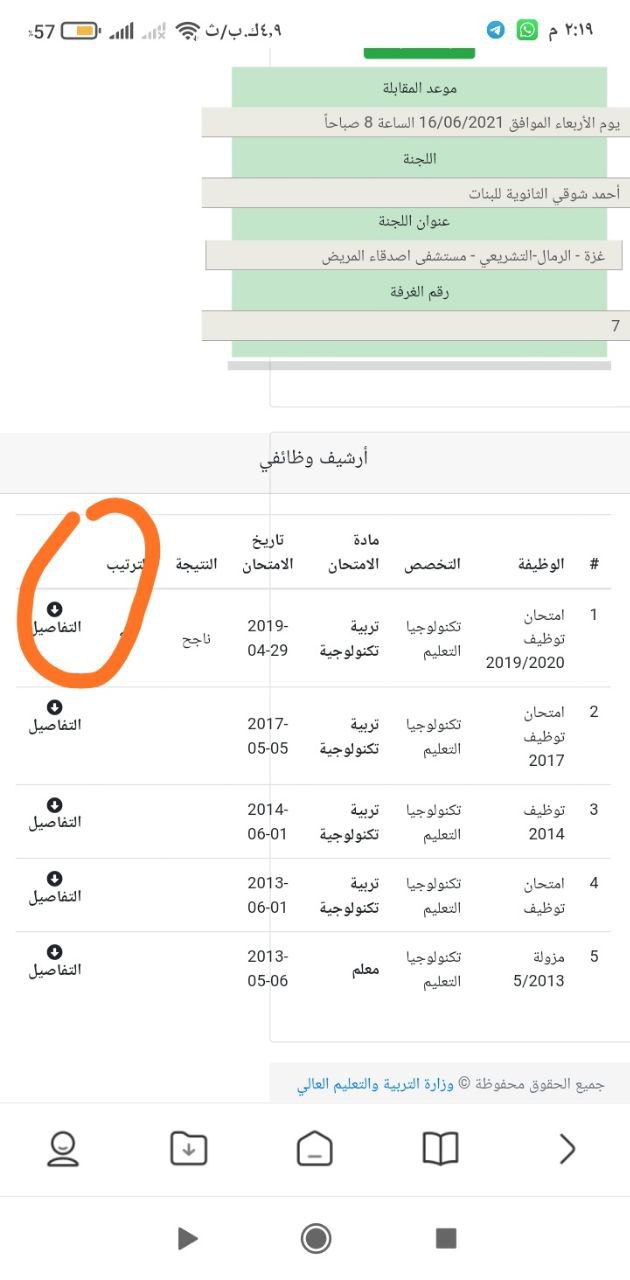 ٢:١٩ م
٤,٩ك.ب/ث
57٪
موعد المقابلة
يوم الأربعاء الموافق 16/06/2021 الساعة 8 صباحاً
اللجنة
أحمد شوقي الثانوية للبنات
عنوان اللجنة
غزة - الرمال-التشريعي - مستشفى اصدقاء المريض
رقم الغرفة
7
أرشيف وظائفي
# الوظيفة التخصص مادة الامتحان تاريخ الامتحان النتيجة الترتيب
1 امتحان توظيف 2019/2020 تكنولوجيا التعليم تربية تكنولوجية 2019-04-29 ناجح التفاصيل
2 امتحان توظيف 2017 تكنولوجيا التعليم تربية تكنولوجية 2017-05-05 التفاصيل
3 توظيف 2014 تكنولوجيا التعليم تربية تكنولوجية 2014-06-01 التفاصيل
4 امتحان توظيف تكنولوجيا التعليم تربية تكنولوجية 2013-06-01 التفاصيل
5 مزولة 5/2013 تكنولوجيا التعليم معلم 2013-05-06 التفاصيل
جميع الحقوق محفوظة © وزارة التربية والتعليم العالي